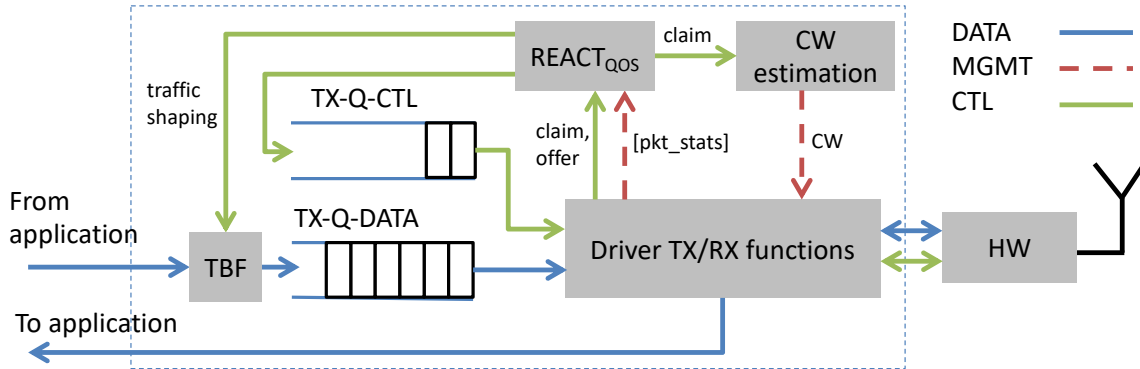 REACT_QOS
claim
CW
estimation
DATA
MGMT
CTL
traffic
shaping
TX-Q-CTL
claim,
offer
[pkt_stats]
CW
From
application
TX-Q-DATA
TBF
Driver TX/RX functions
HW
To application